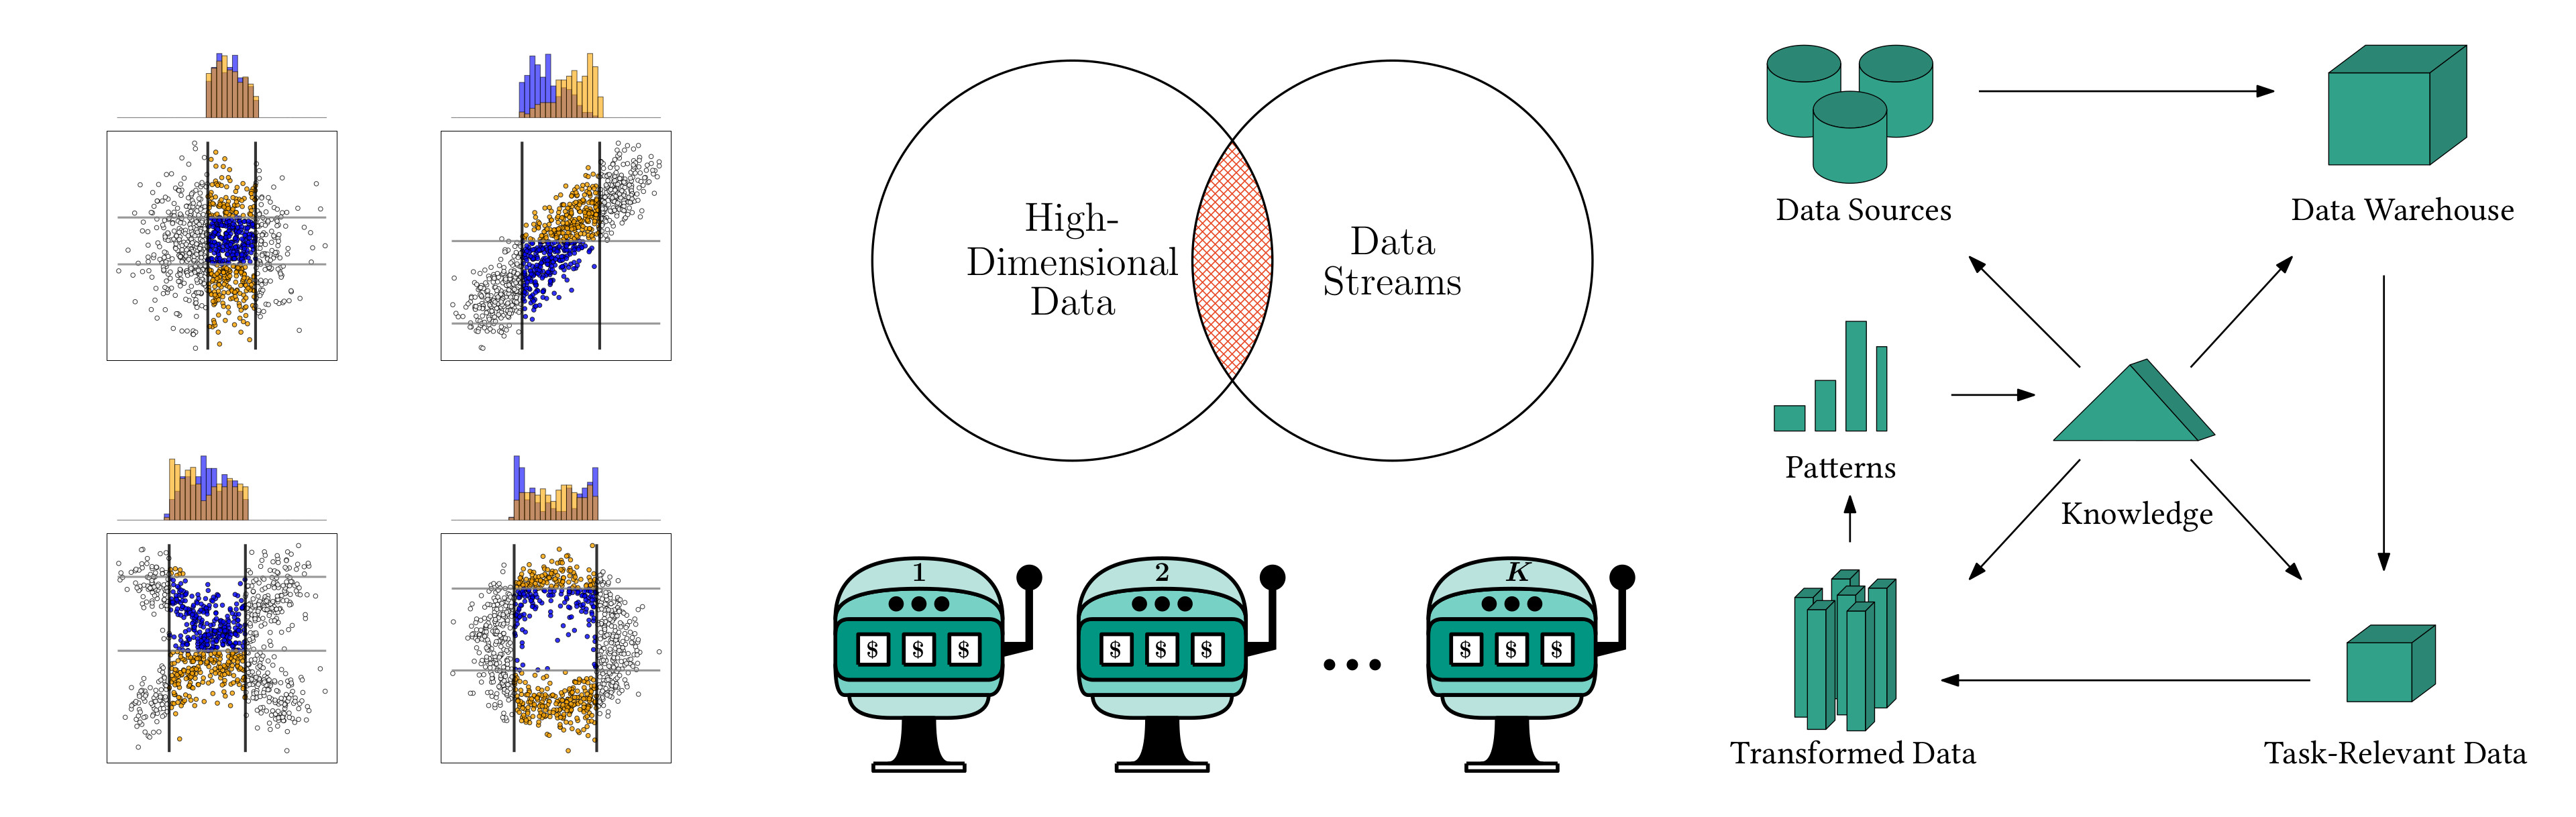 High-
Dimensional
Data
Data
Streams
1
$ $ $
2
$ $ $
K
$ $ $
Data Sources
Data Warehouse
Patterns
Knowledge
Transformed Data
Task-Relevant Data